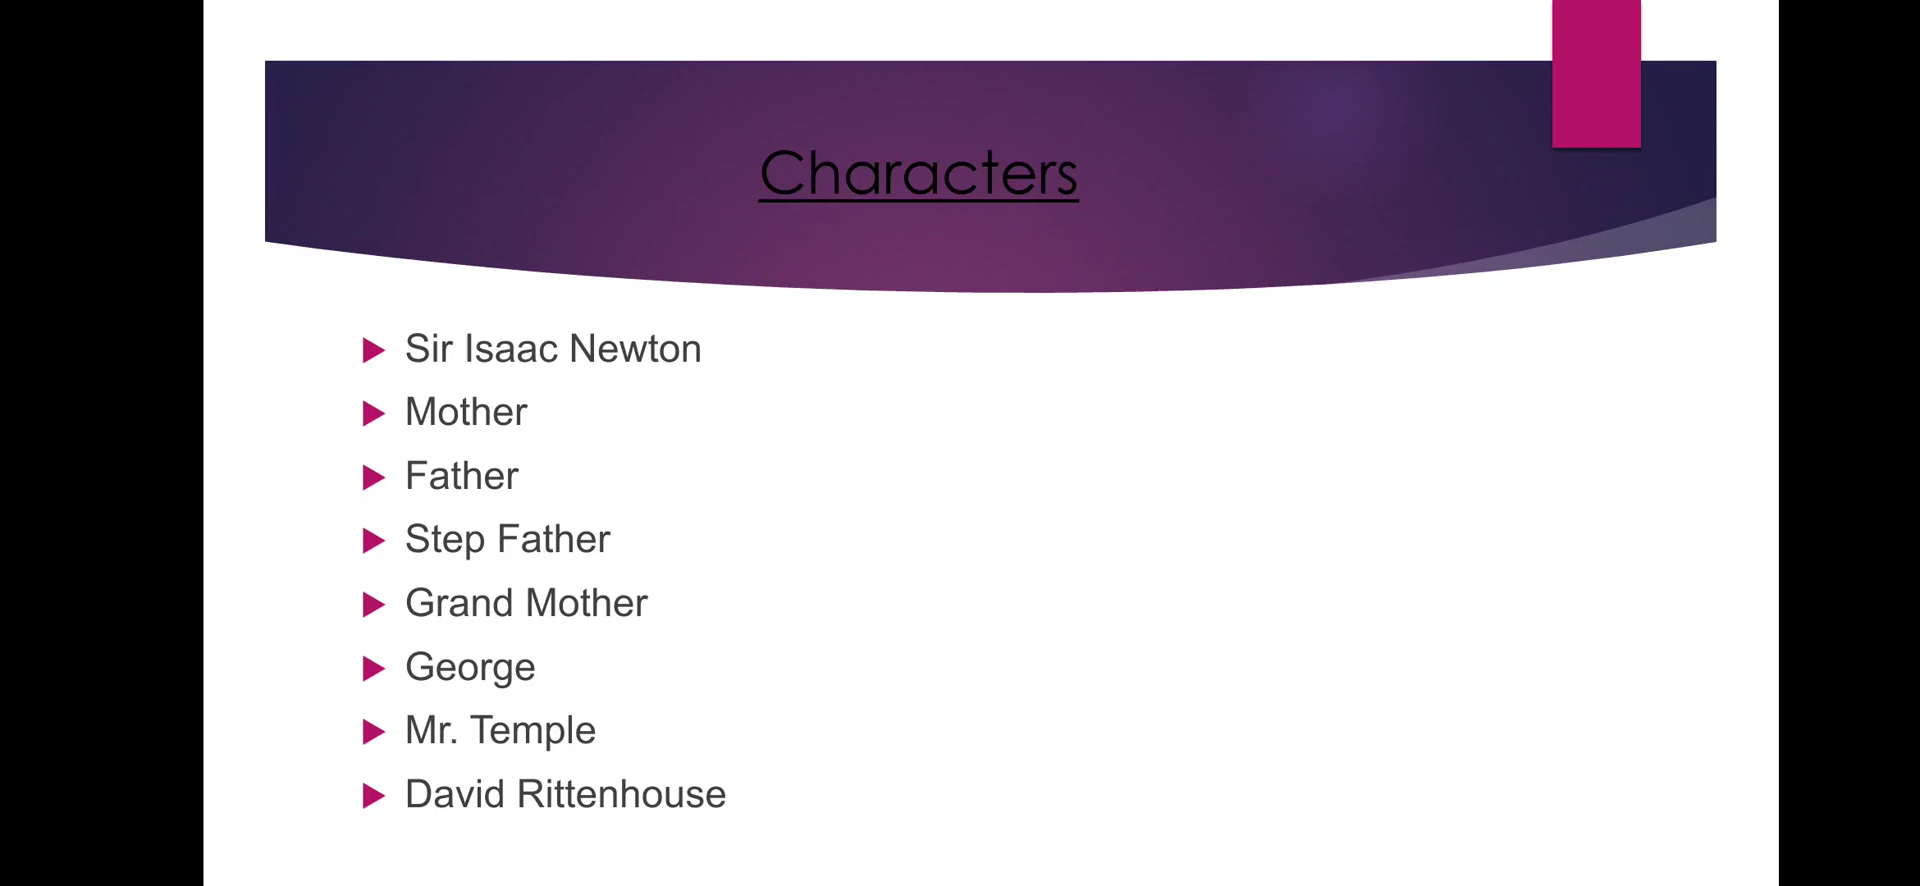 Characters
Sir Isaac Newton
Mother
Father
Step Father
Grand Mother
George
Mr. Temple
David Rittenhouse